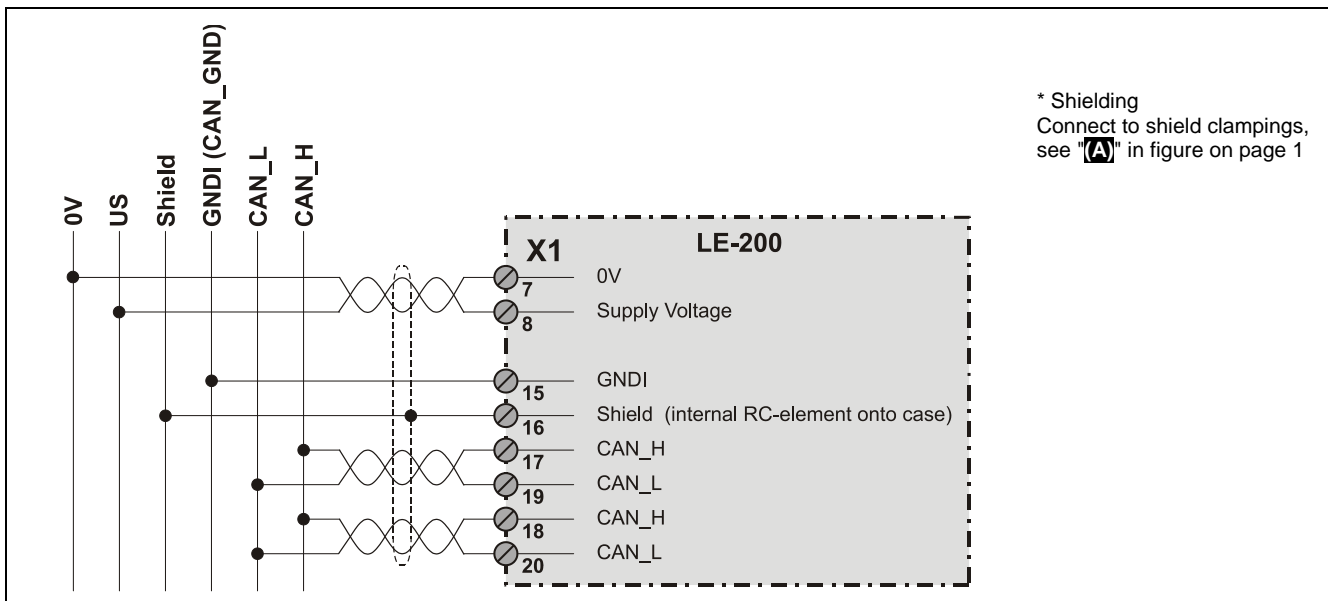 0V
US
Shield
GNDI (CAN_GND)
CAN_L
CAN_H
* Shielding
Connect to shield clampings,
see "(A)" in figure on page 1
X1
LE-200
7
0V
8
Supply Voltage
15
GNDI
16
Shield (internal RC-element onto case)
17
CAN_H
19
CAN_L
18
CAN_H
20
CAN_L